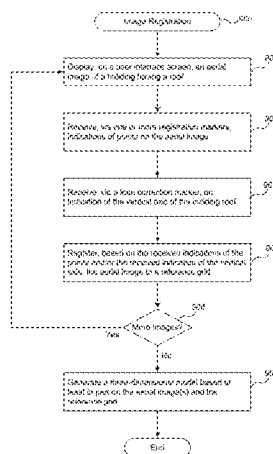 Image Registration
Display, on a user interface screen, an aerial
image of a building having a roof
Receive, via one or more registration markers,
indications of points on the aerial image
Receive, via a lean correction marker, an
indication of the vertical axis of the building roof
Register, based on the received indications of the
points and/or the received indication of the vertical
axis, the aerial image to a reference grid
More Images?
Yes
No
Generate a three-dimensional model based at
least in part on the aerial image(s) and the
reference grid
End